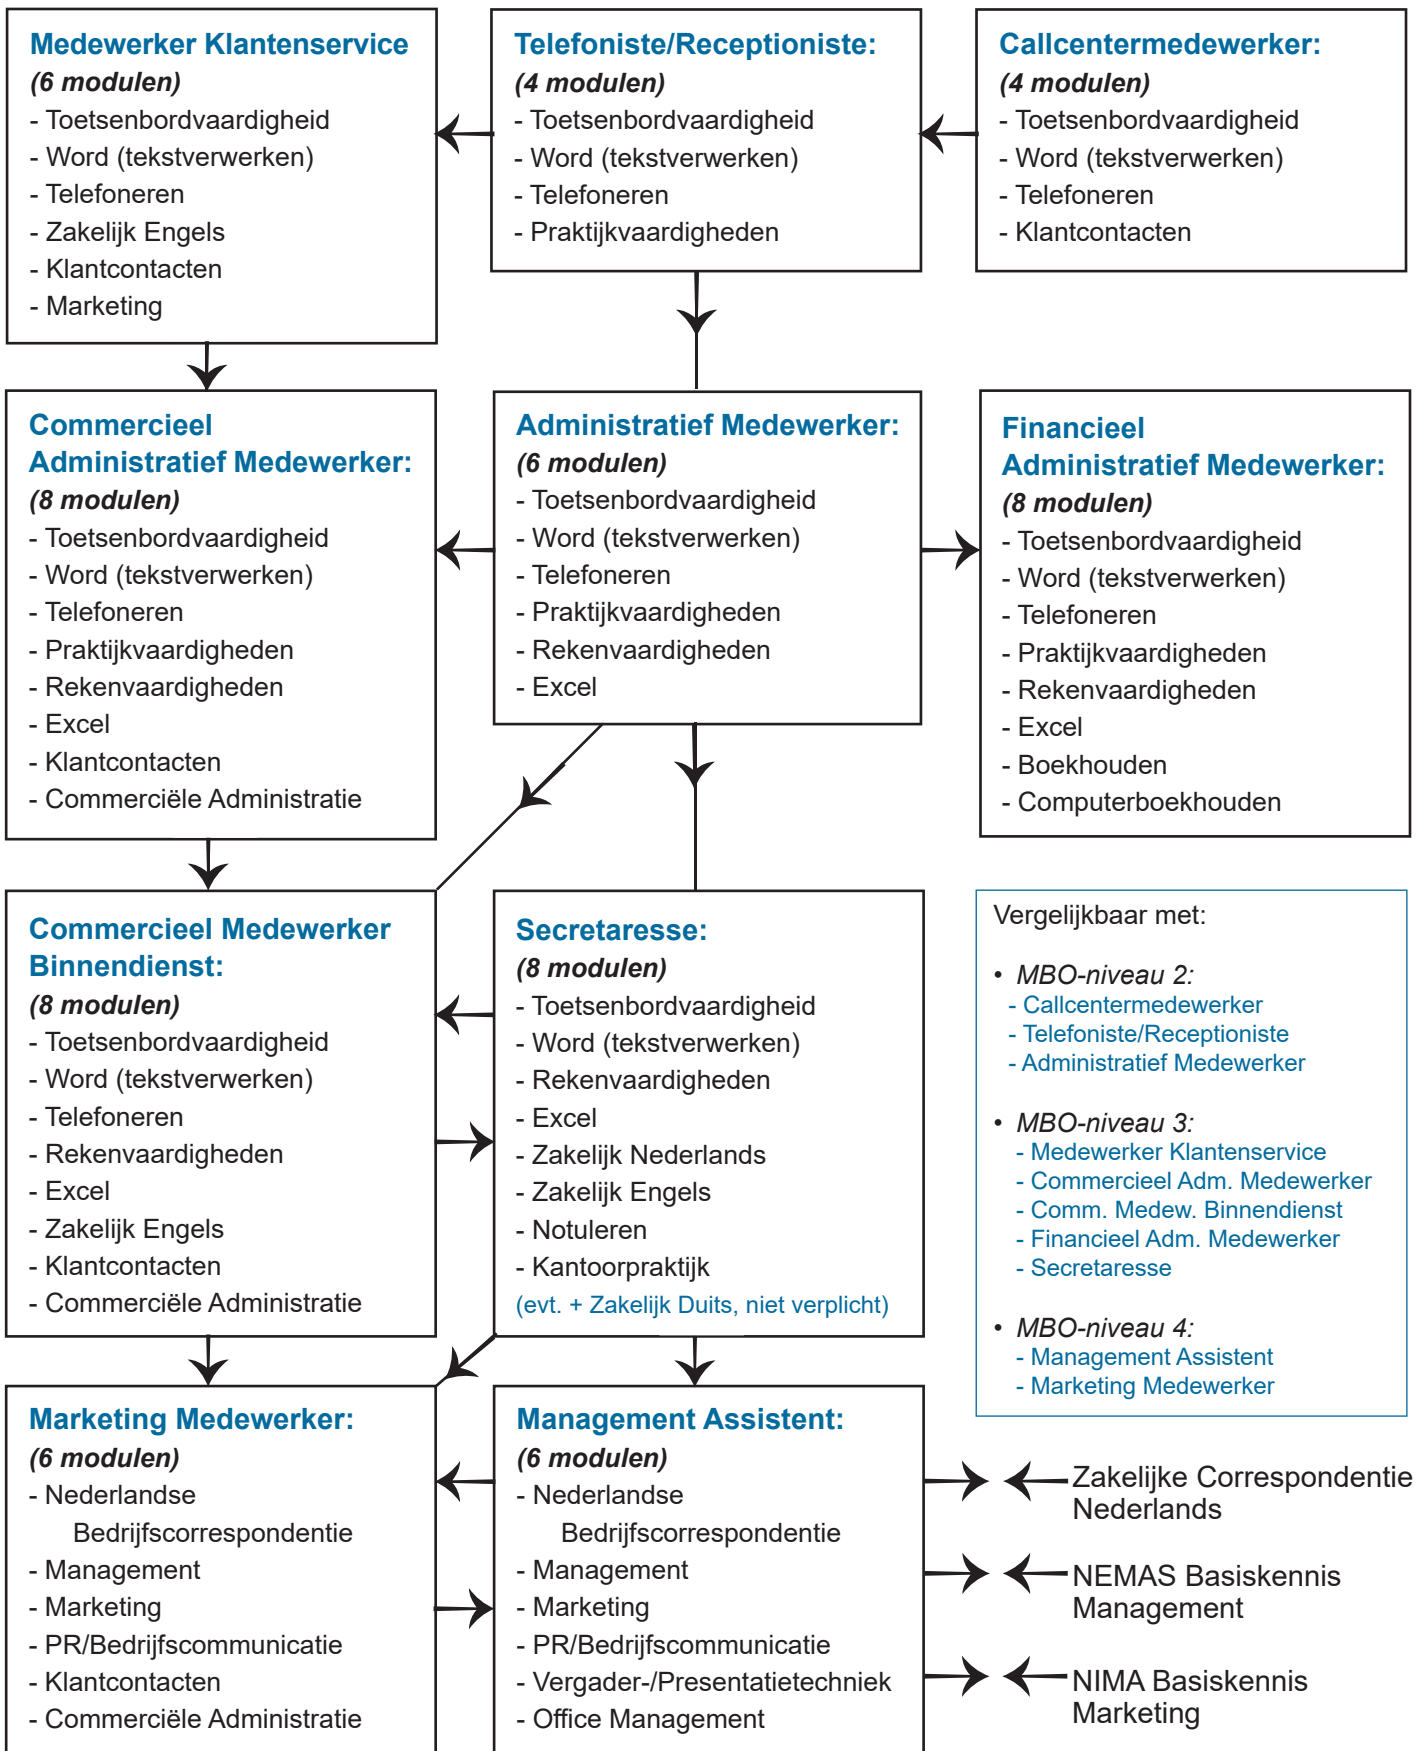 Medewerker Klantenservice
(6 modulen)
- Toetsenbordvaardigheid
- Word (tekstverwerken)
- Telefoneren
- Zakelijk Engels
- Klantcontacten
- Marketing
Telefoniste/Receptioniste:
(4 modulen)
- Toetsenbordvaardigheid
- Word (tekstverwerken)
- Telefoneren
- Praktijkvaardigheden
Callcentermedewerker:
(4 modulen)
- Toetsenbordvaardigheid
- Word (tekstverwerken)
- Telefoneren
- Klantcontacten
Commercieel
Administratief Medewerker:
(8 modulen)
- Toetsenbordvaardigheid
- Word (tekstverwerken)
- Telefoneren
- Praktijkvaardigheden
- Rekenvaardigheden
- Excel
- Klantcontacten
- Commerciële Administratie
Administratief Medewerker:
(6 modulen)
- Toetsenbordvaardigheid
- Word (tekstverwerken)
- Telefoneren
- Praktijkvaardigheden
- Rekenvaardigheden
- Excel
Financieel
Administratief Medewerker:
(8 modulen)
- Toetsenbordvaardigheid
- Word (tekstverwerken)
- Telefoneren
- Praktijkvaardigheden
- Rekenvaardigheden
- Excel
- Boekhouden
- Computerboekhouden
Commercieel Medewerker
Binnendienst:
(8 modulen)
- Toetsenbordvaardigheid
- Word (tekstverwerken)
- Telefoneren
- Rekenvaardigheden
- Excel
- Zakelijk Engels
- Klantcontacten
- Commerciële Administratie
Secretaresse:
(8 modulen)
- Toetsenbordvaardigheid
- Word (tekstverwerken)
- Rekenvaardigheden
- Excel
- Zakelijk Nederlands
- Zakelijk Engels
- Notuleren
- Kantoorpraktijk
(evt. + Zakelijk Duits, niet verplicht)
Vergelijkbaar met:
• MBO-niveau 2:
- Callcentermedewerker
- Telefoniste/Receptioniste
- Administratief Medewerker
• MBO-niveau 3:
- Medewerker Klantenservice
- Commercieel Adm. Medewerker
- Comm. Medew. Binnendienst
- Financieel Adm. Medewerker
- Secretaresse
• MBO-niveau 4:
- Management Assistent
- Marketing Medewerker
Marketing Medewerker:
(6 modulen)
- Nederlandse
Bedrijfscorrespondentie
- Management
- Marketing
- PR/Bedrijfscommunicatie
- Klantcontacten
- Commerciële Administratie
Management Assistent:
(6 modulen)
- Nederlandse
Bedrijfscorrespondentie
- Management
- Marketing
- PR/Bedrijfscommunicatie
- Vergader-/Presentatietechniek
- Office Management
Zakelijke Correspondentie
Nederlands
NEMAS Basiskennis
Management
NIMA Basiskennis
Marketing